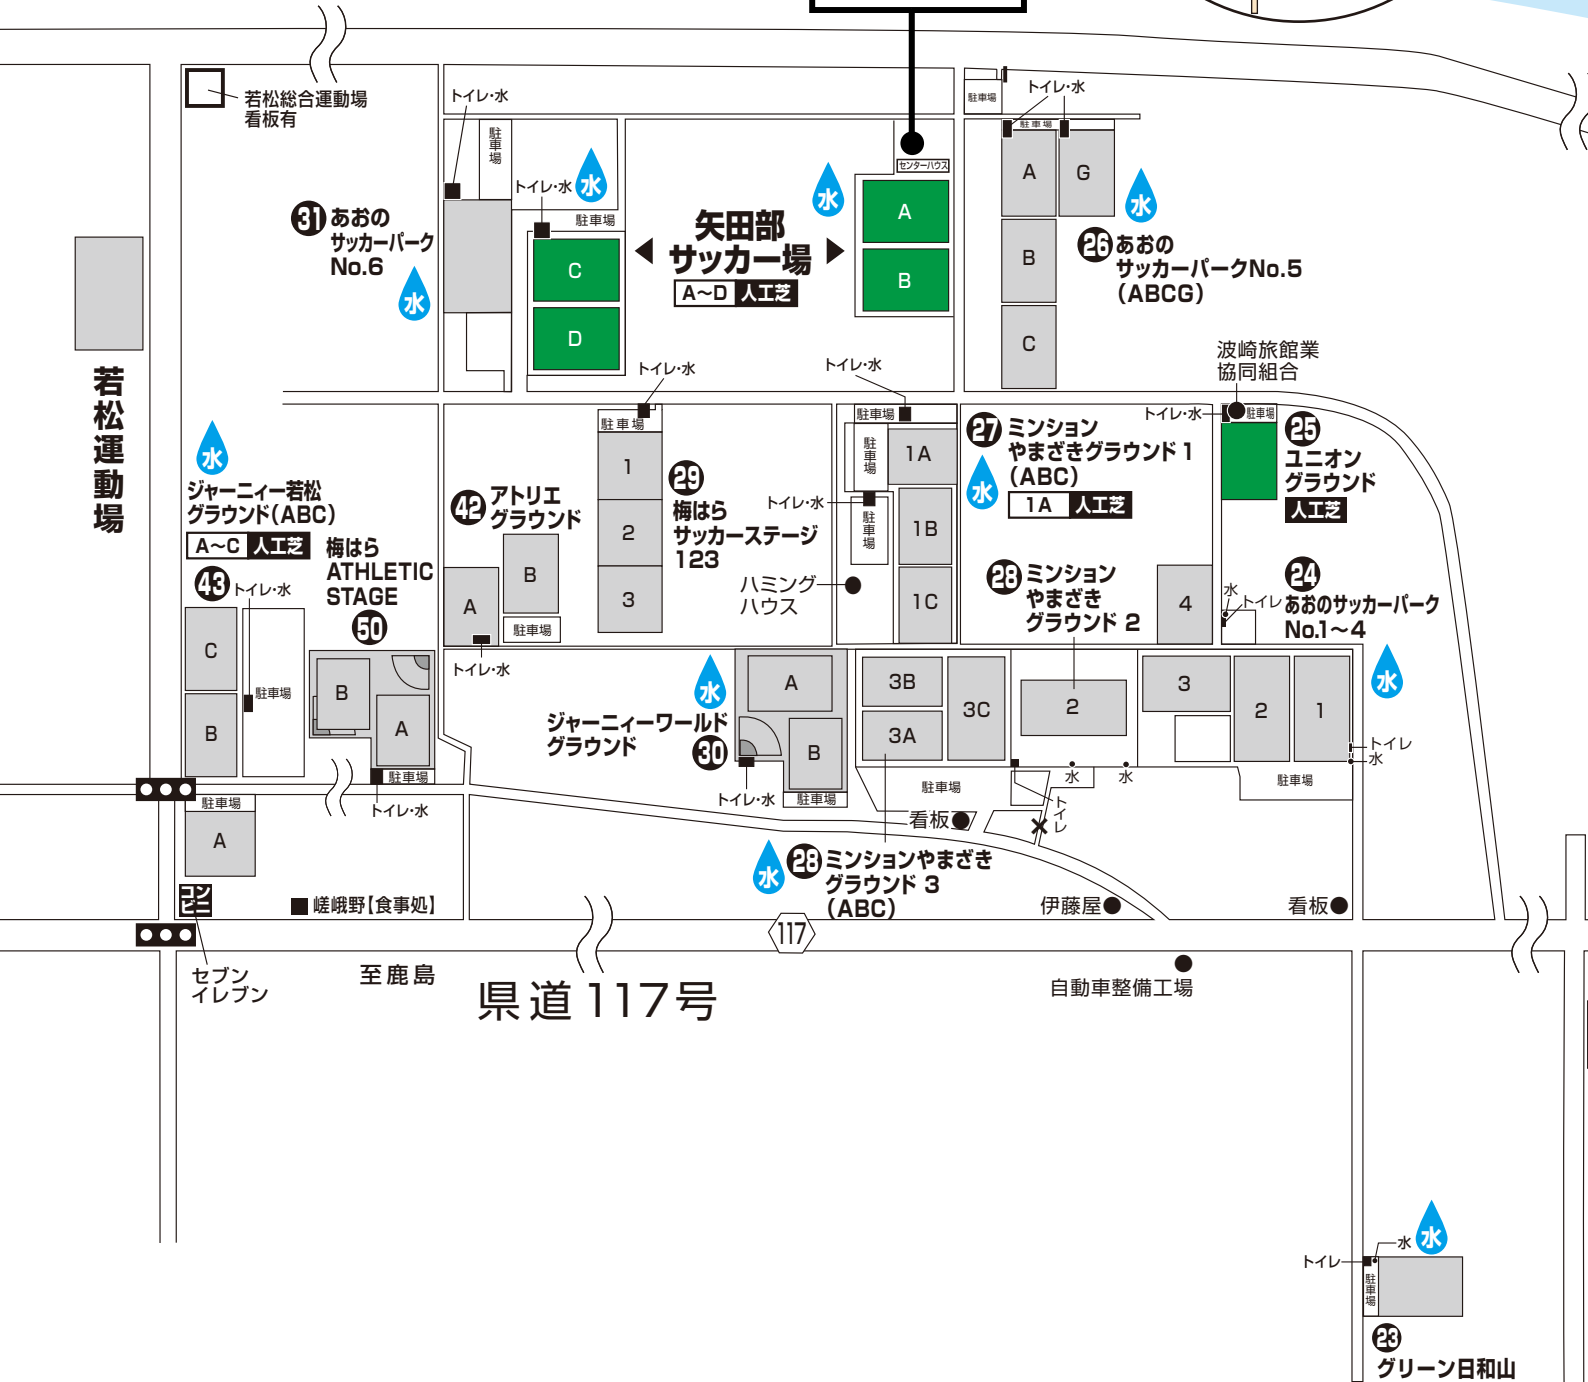 若松総合運動場
看板有
トイレ・水
駐車場
31 あおの
サッカーパーク
No.6
水
若松運動場
トイレ・水
水
駐車場
C
D
矢田部
サッカー場
A〜D 人工芝
水
センターハウス
A
B
駐車場
トイレ・水
駐車場
A
G
B
C
水
26 あおの
サッカーパークNo.5
(ABCG)
波崎旅館業
協同組合
トイレ・水
駐車場
25
ユニオン
グラウンド
人工芝
水
ジャーニィー若松
グラウンド(ABC)
A〜C 人工芝
43
トイレ・水
C
B
駐車場
駐車場
A
梅はら
ATHLETIC
STAGE
50
B
A
駐車場
トイレ・水
42 アトリエ
グラウンド
B
A
駐車場
トイレ・水
トイレ・水
駐車場
1
2
3
29
梅はら
サッカーステージ
123
トイレ・水
駐車場
駐車場
1A
トイレ・水
駐車場
1B
1C
ハミング
ハウス
27 ミンション
やまざきグラウンド 1
(ABC)
水
1A 人工芝
28 ミンション
やまざき
グラウンド 2
4
水
トイレ
24
あおのサッカーパーク
No.1〜4
水
水
ジャーニィーワールド
グラウンド
30
A
B
トイレ・水
駐車場
3B
3A
3C
2
3
2
1
トイレ
水
駐車場
駐車場
水
水
トイレ
看板
水
28 ミンションやまざき
グラウンド 3
(ABC)
コン
ビニ
嵯峨野【食事処】
セブン
イレブン
至鹿島
県道117号
117
伊藤屋
看板
自動車整備工場
水
水
トイレ
駐車場
23
グリーン日和山